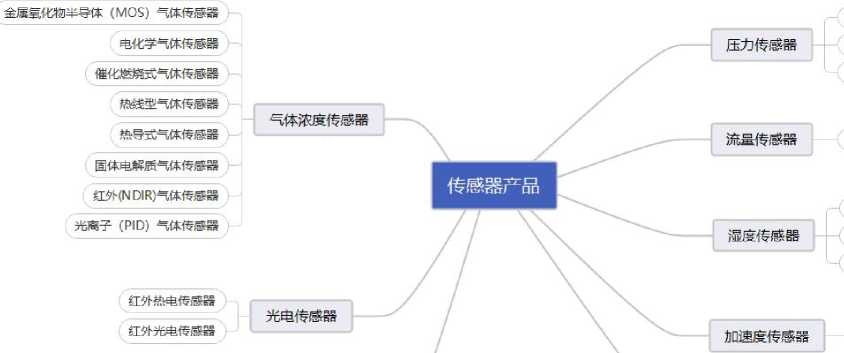 金属氧化物半导体（MOS）气体传感器
电化学气体传感器
催化燃烧式气体传感器
热线型气体传感器
热导式气体传感器
固体电解质气体传感器
红外(NDIR)气体传感器
光离子（PID）气体传感器
气体浓度传感器
红外热电传感器
红外光电传感器
光电传感器
传感器产品
压力传感器
流量传感器
湿度传感器
加速度传感器